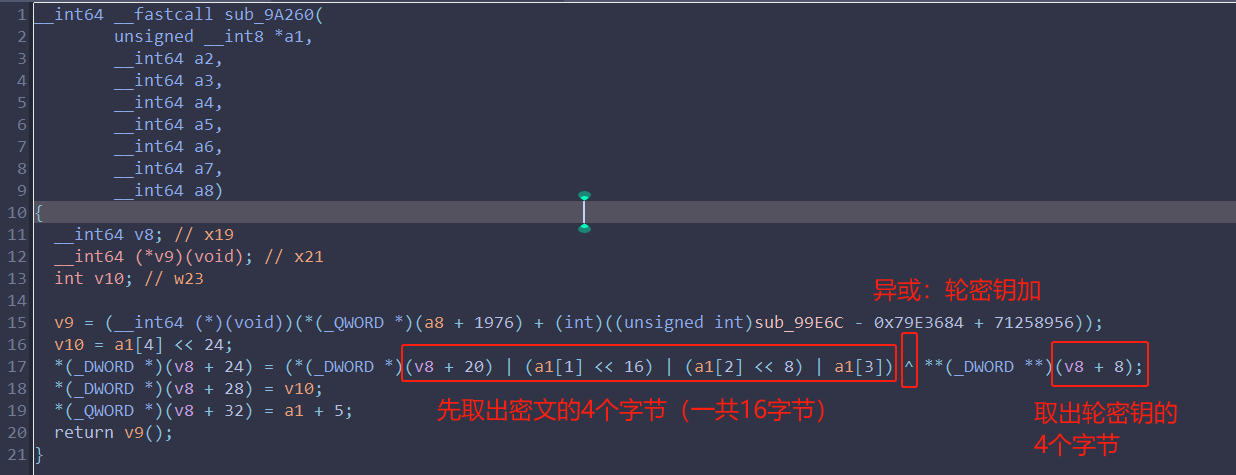 1 __int64 __fastcall sub_9A260(
2 unsigned __int8 *a1,
3 __int64 a2,
4 __int64 a3,
5 __int64 a4,
6 __int64 a5,
7 __int64 a6,
8 __int64 a7,
9 __int64 a8)
10 {
11 __int64 v8; // x19
12 __int64 (*v9)(void); // x21
13 int v10; // w23
异或：轮密钥加
14
15 v9 = (__int64 (*)(void))(*(_QWORD *)(a8 + 1976) + (int)((unsigned int)sub_99E6C - 0x79E3684 + 71258956));
16 v10 = a1[4] << 24;
17 *(_DWORD *)(v8 + 24) = (*(_DWORD *)(v8 + 20) | (a1[1] << 16) | (a1[2] << 8) | a1[3]) ^ **(_DWORD **)(v8 + 8);
18 *(_DWORD *)(v8 + 28) = v10;
19 *(_QWORD *)(v8 + 32) = a1 + 5;
先取出密文的4个字节（一共16字节）
取出轮密钥的
4个字节
20 return v9();
21 }